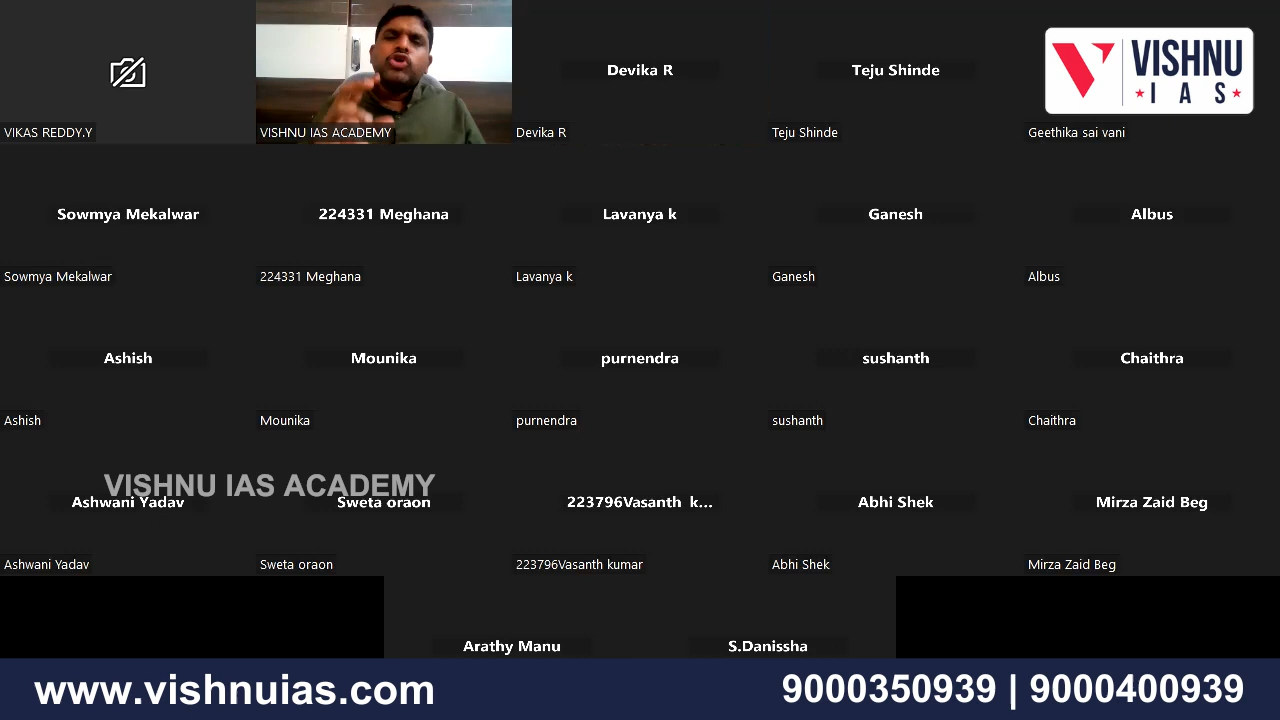 VISHNU
IAS
Devika R
Teju Shinde
VIKAS REDDY.Y
VISHNU IAS ACADEMY
Devika R
Teju Shinde
Geethika sai vani
Sowmya Mekalwar
224331 Meghana
Lavanya k
Ganesh
Albus
Sowmya Mekalwar
224331 Meghana
Lavanya k
Ganesh
Albus
Ashish
Mounika
purnendra
sushanth
Chaithra
Ashish
Mounika
purnendra
sushanth
Chaithra
VISHNU IAS ACADEMY
Ashwani Yadav
Sweta oraon
223796Vasanth k...
Abhi Shek
Mirza Zaid Beg
Ashwani Yadav
Sweta oraon
223796Vasanth kumar
Abhi Shek
Mirza Zaid Beg
Arathy Manu
S.Danissha
www.vishnuias.com
9000350939 | 9000400939